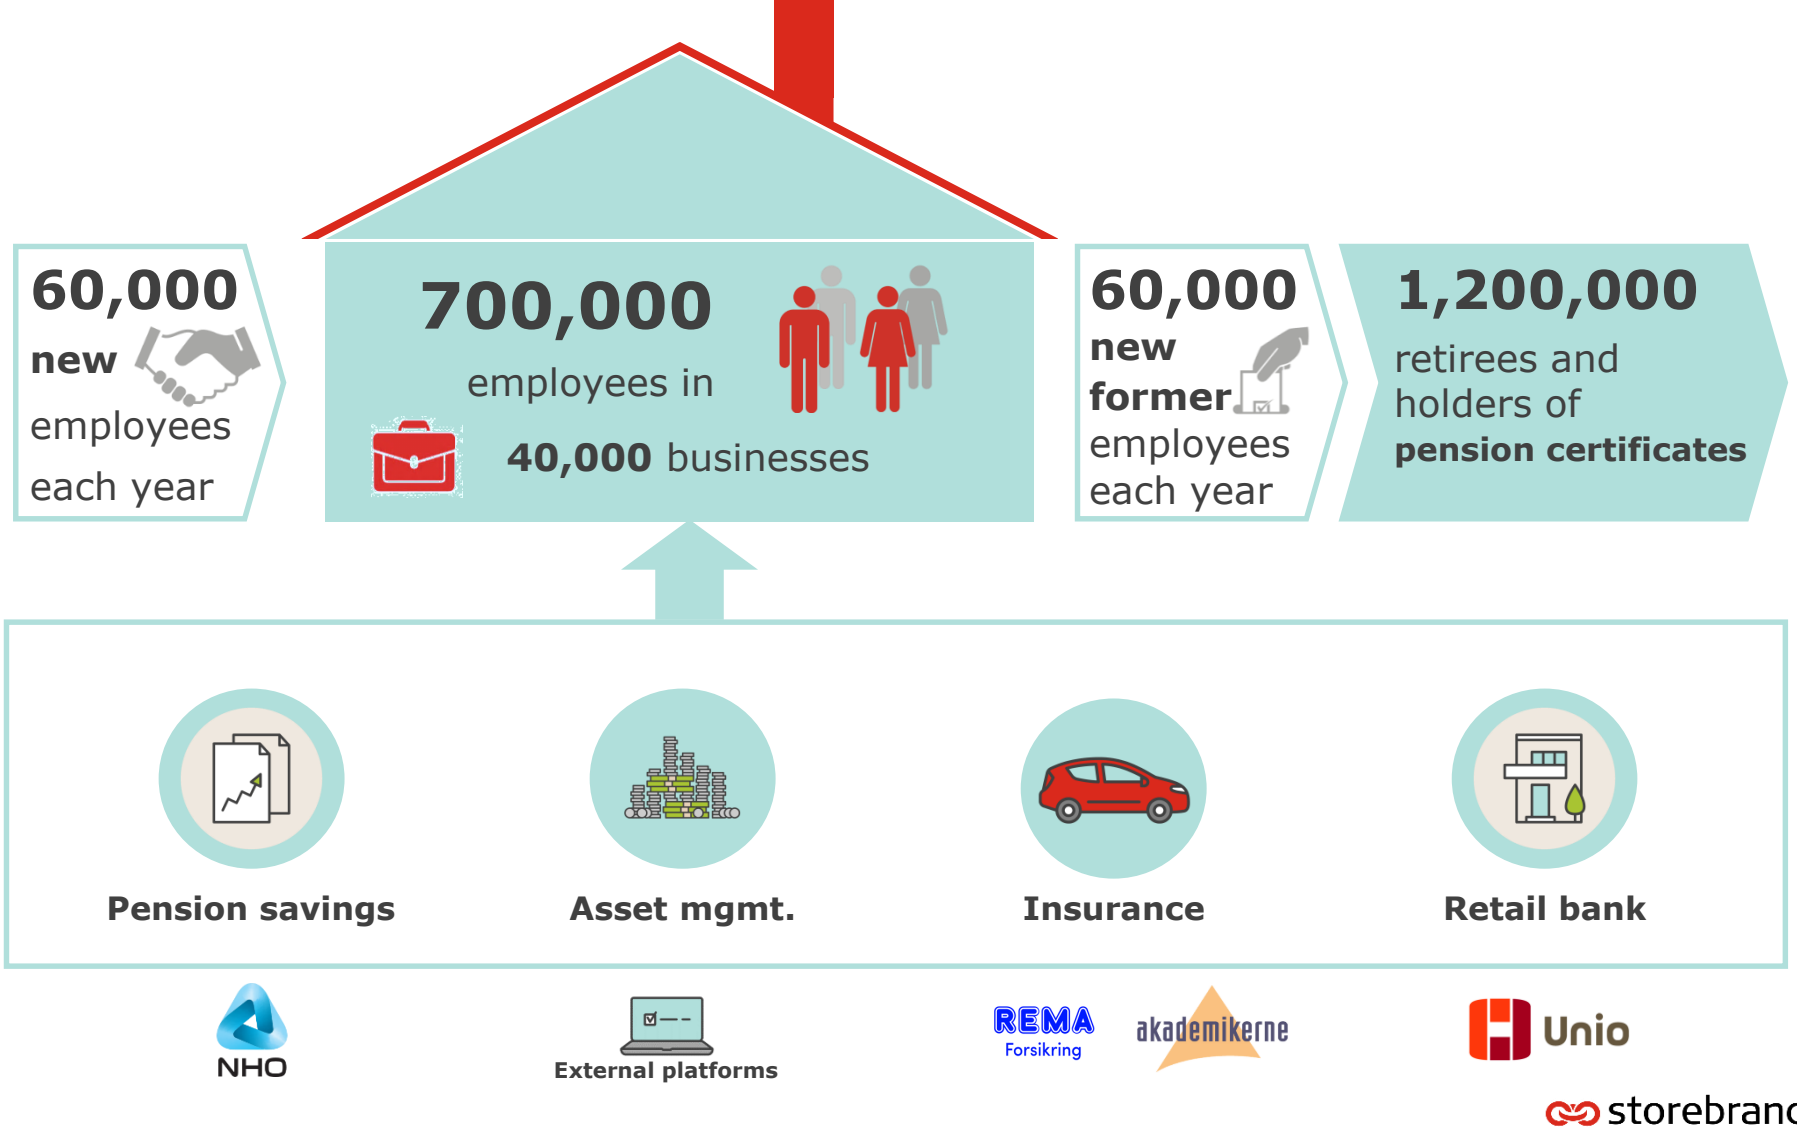 60,000
new
employees
each year
700,000
employees in
40,000 businesses
60,000
new
former
employees
each year
1,200,000
retirees and
holders of
pension certificates
Pension savings
Asset mgmt.
Insurance
Retail bank
NHO
External platforms
REMA
Forsikring
akademikerne
Unio
storebrand